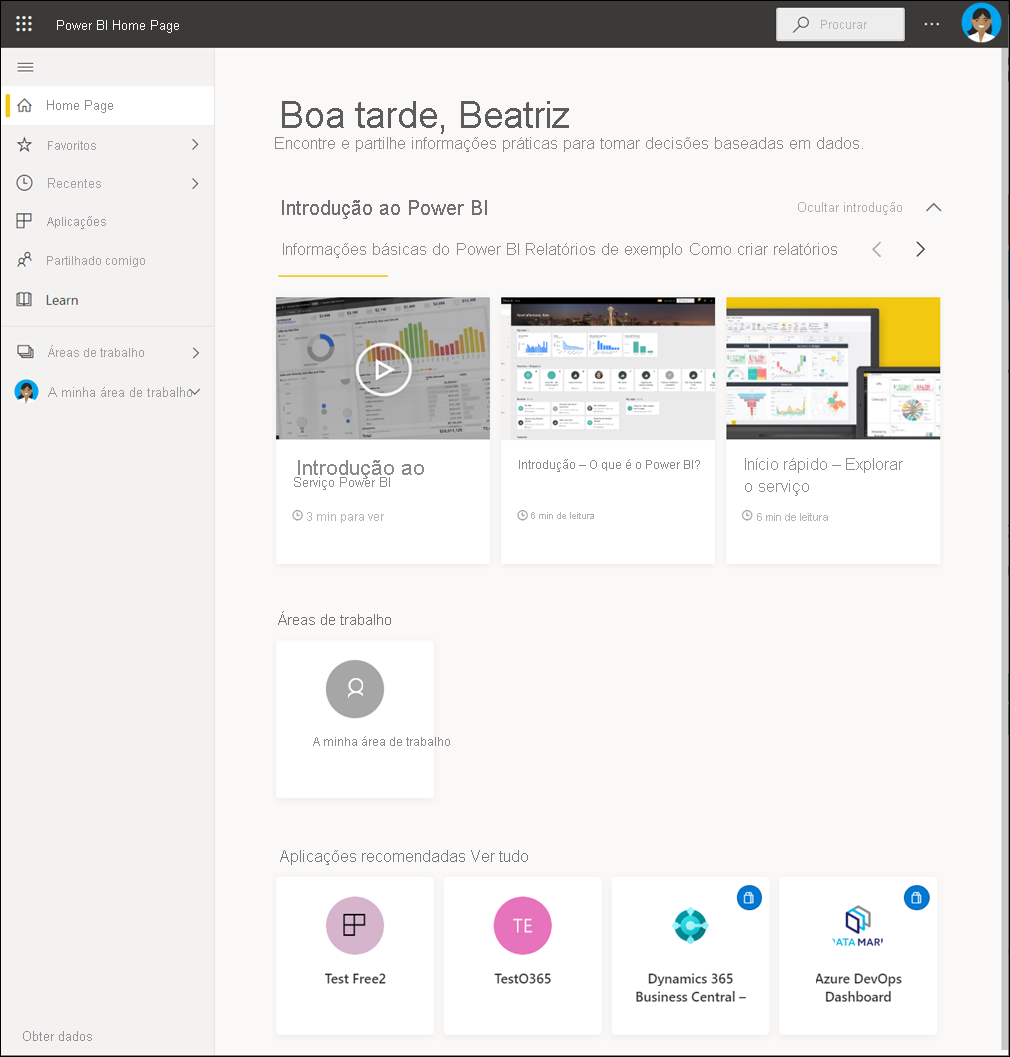 Power BI Home Page
Procurar
Home Page
Favoritos
Recentes
Aplicações
Partilhado comigo
Learn
Áreas de trabalho
A minha área de trabalho
Obter dados
Boa tarde, Beatriz
Encontre e partilhe informações práticas para tomar decisões baseadas em dados.
Introdução ao Power BI
Ocultar introdução
Informações básicas do Power BI Relatórios de exemplo Como criar relatórios
Introdução ao
Serviço Power BI
3 min para ver
Introdução – O que é o Power BI?
6 min de leitura
Início rápido – Explorar
o serviço
6 min de leitura
Áreas de trabalho
A minha área de trabalho
Aplicações recomendadas Ver tudo
Test Free2
TE
TestO365
Dynamics 365
Business Central –
Azure DevOps
Dashboard